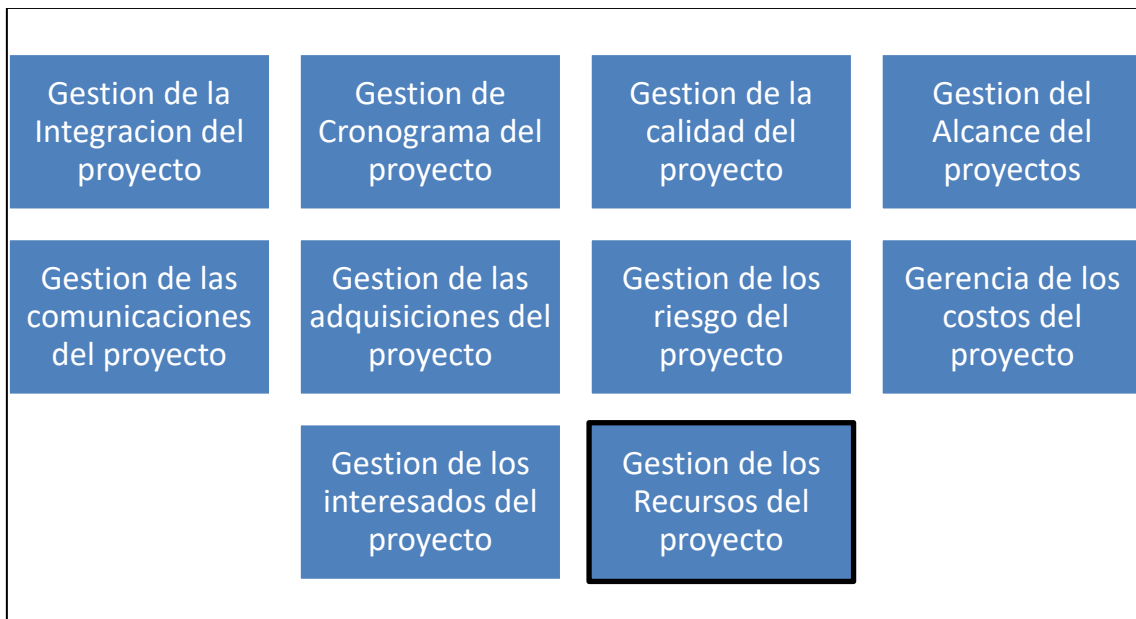 Gestion de la
Integracion del
proyecto
Gestion de
Cronograma del
proyecto
Gestion de la
calidad del
proyecto
Gestion del
Alcance del
proyectos
Gestion de las
comunicaciones
del proyecto
Gestion de las
adquisiciones del
proyecto
Gestion de los
riesgo del
proyecto
Gerencia de los
costos del
proyecto
Gestion de los
interesados del
proyecto
Gestion de los
Recursos del
proyecto